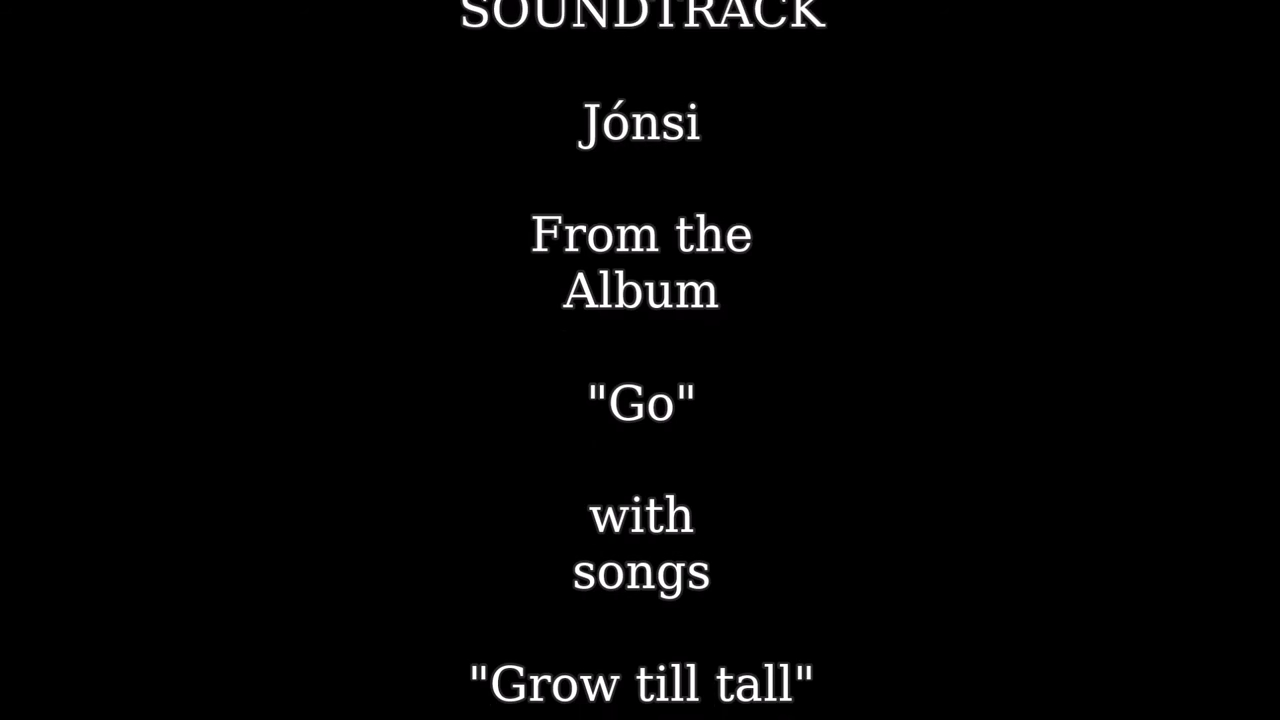 SOUNDTRACK
Jónsi
From the
Album
"Go"
with
songs
"Grow till tall"